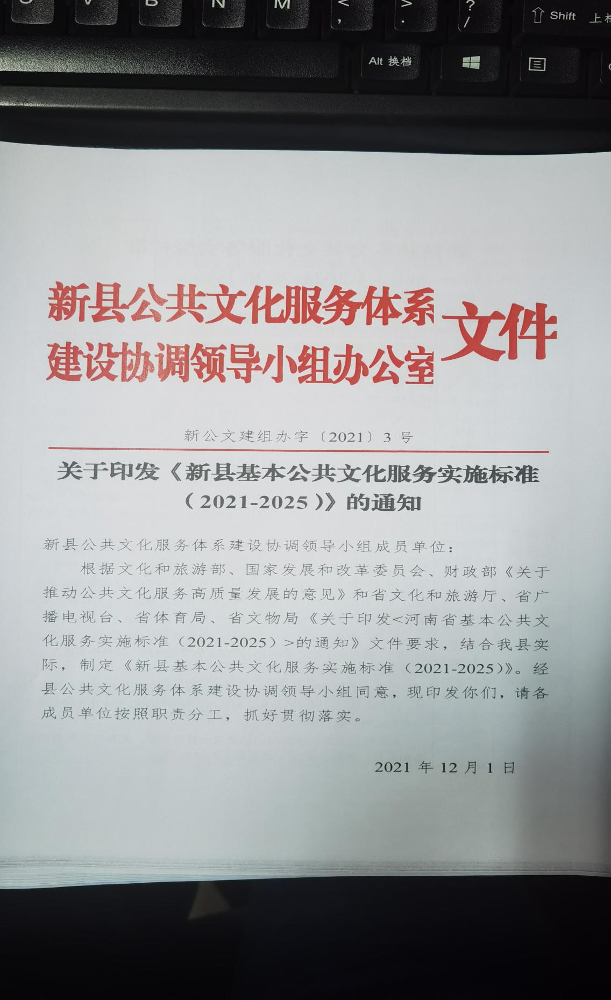 V B N M < > ? Shift 上档
, . /
Alt 换档
新县公共文化服务体系
建设协调领导小组办公室
文件
新公文建组办字〔2021〕3 号
关于印发《新县基本公共文化服务实施标准
（2021-2025）》的通知
新县公共文化服务体系建设协调领导小组成员单位：
根据文化和旅游部、国家发展和改革委员会、财政部《关于
推动公共文化服务高质量发展的意见》和省文化和旅游厅、省广
播电视台、省体育局、省文物局《关于印发<河南省基本公共文
化服务实施标准（2021-2025）>的通知》文件要求，结合我县实
际，制定《新县基本公共文化服务实施标准（2021-2025）》。经
县公共文化服务体系建设协调领导小组同意，现印发你们，请各
成员单位按照职责分工，抓好贯彻落实。
2021 年 12 月 1 日